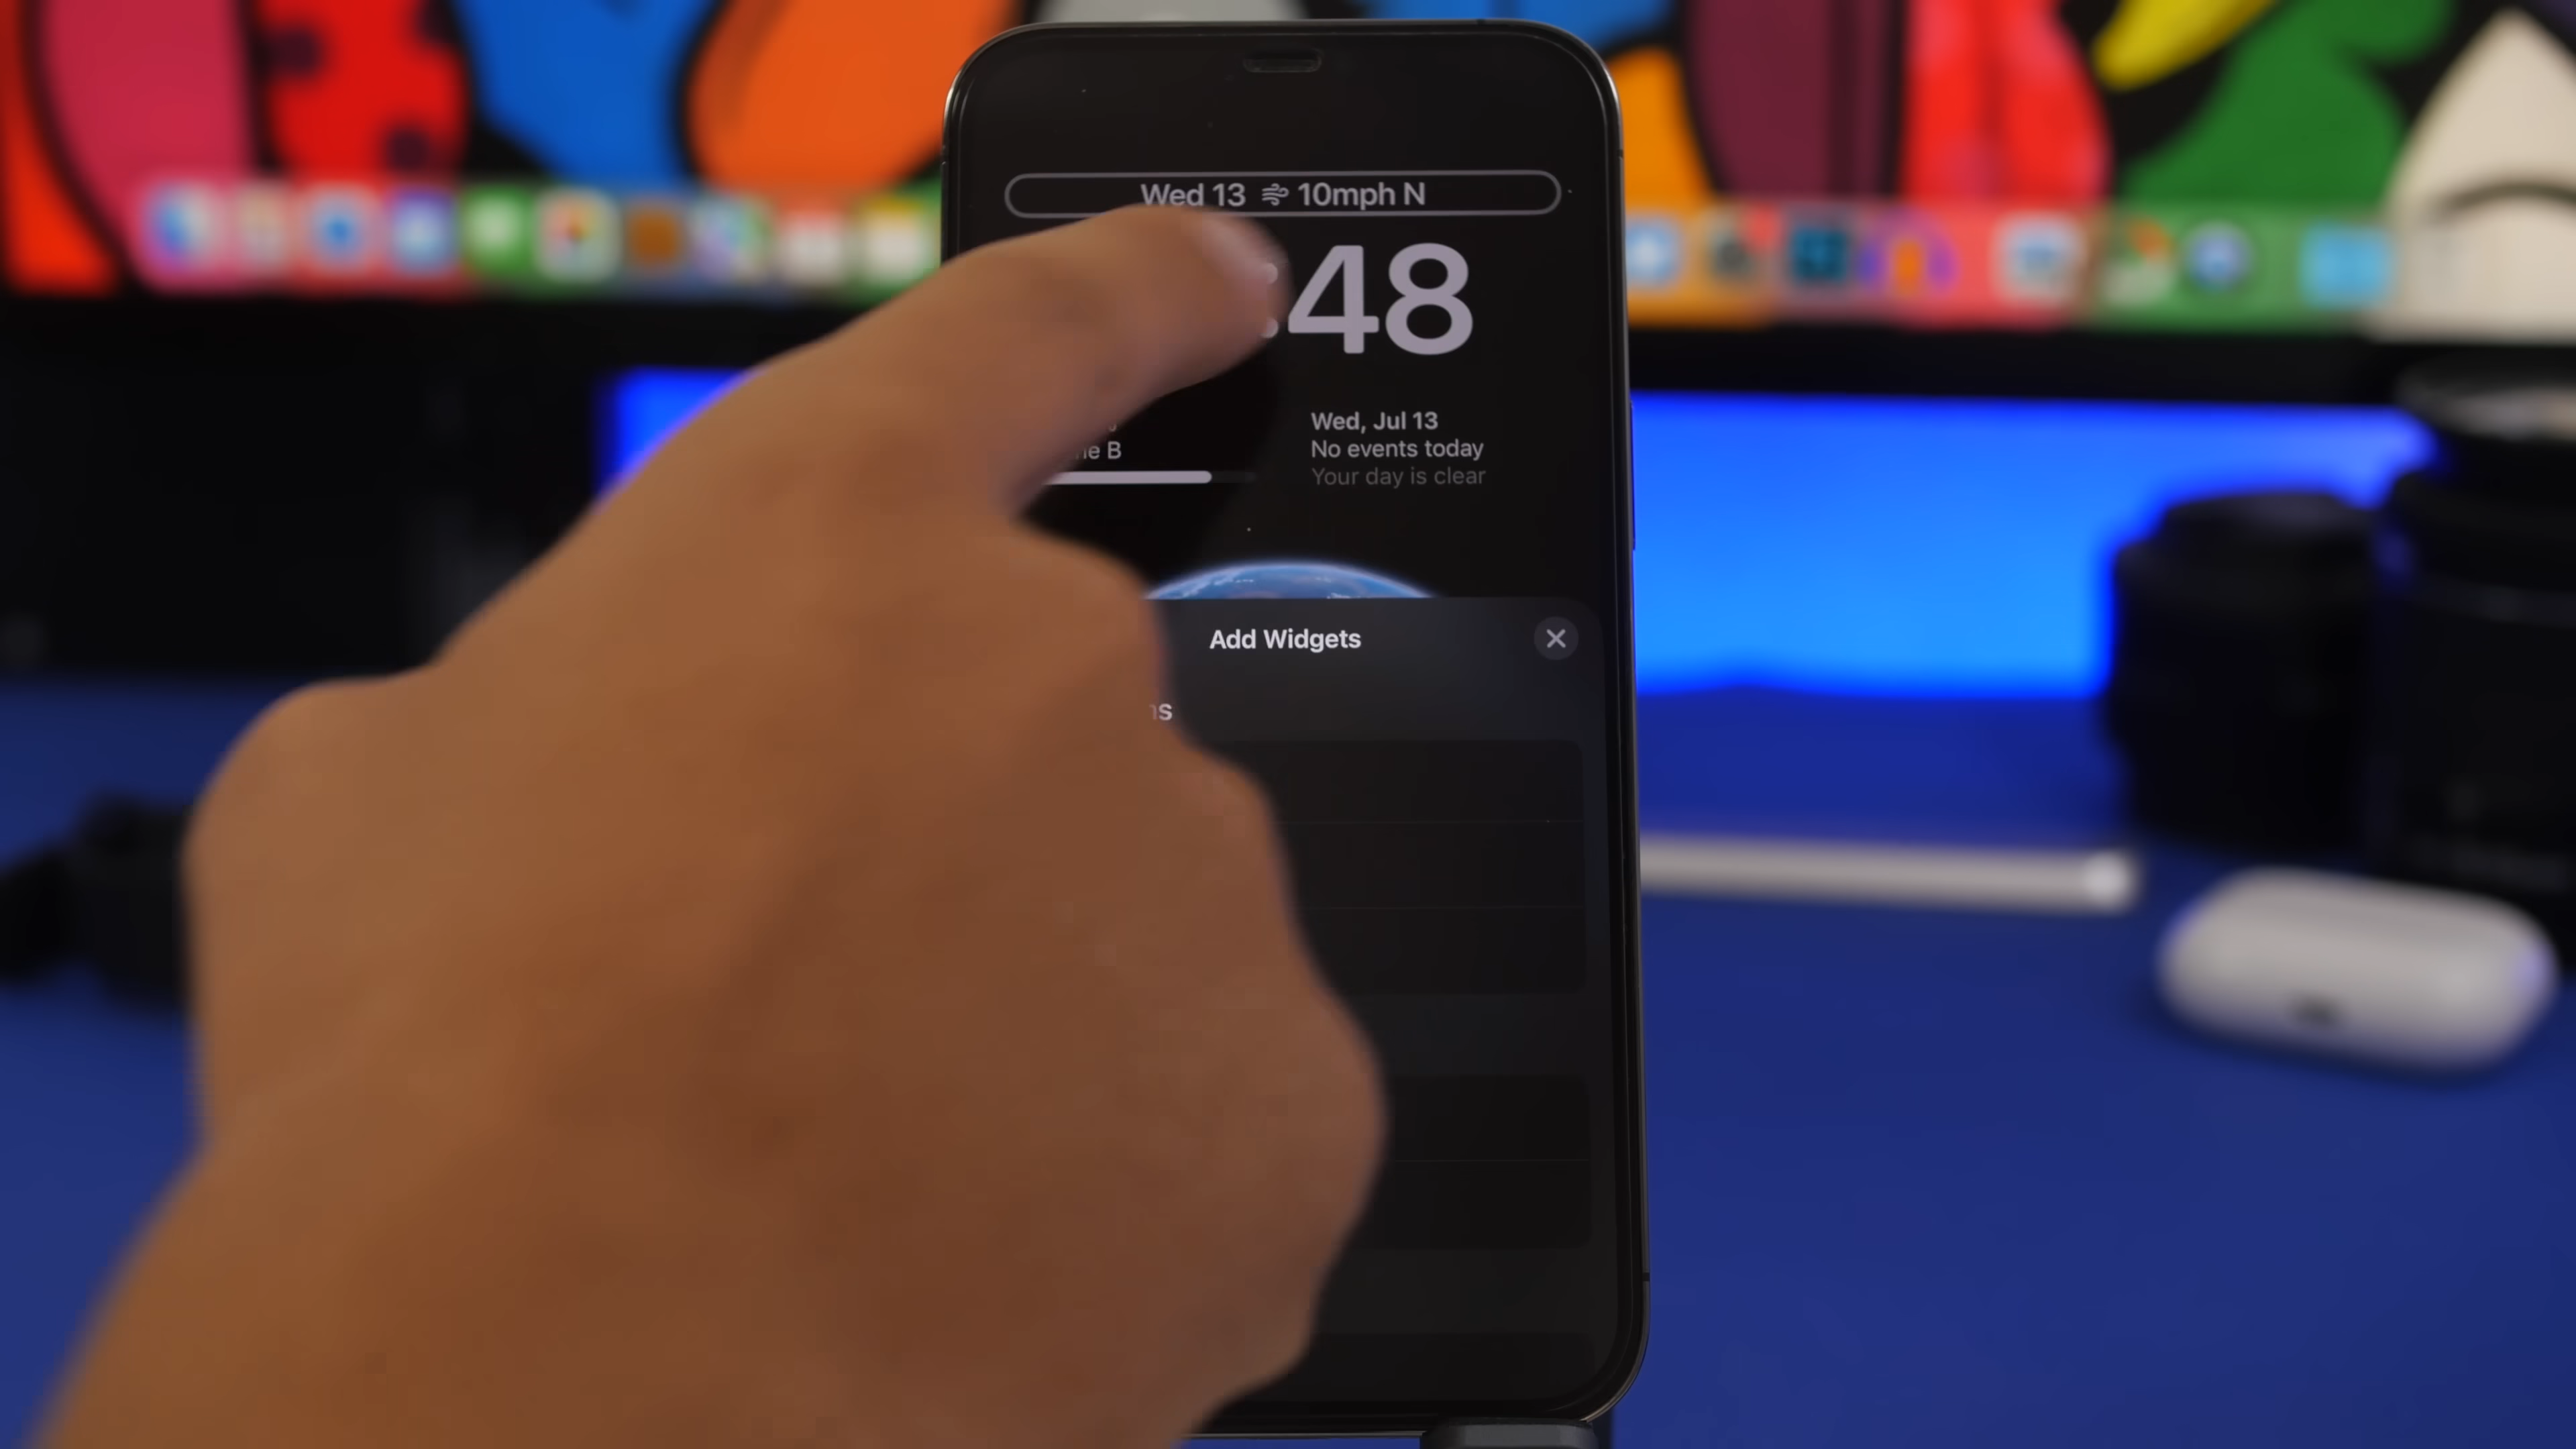 Wed 13 10mph N
:48
B
Wed, Jul 13
No events today
Your day is clear
Add Widgets